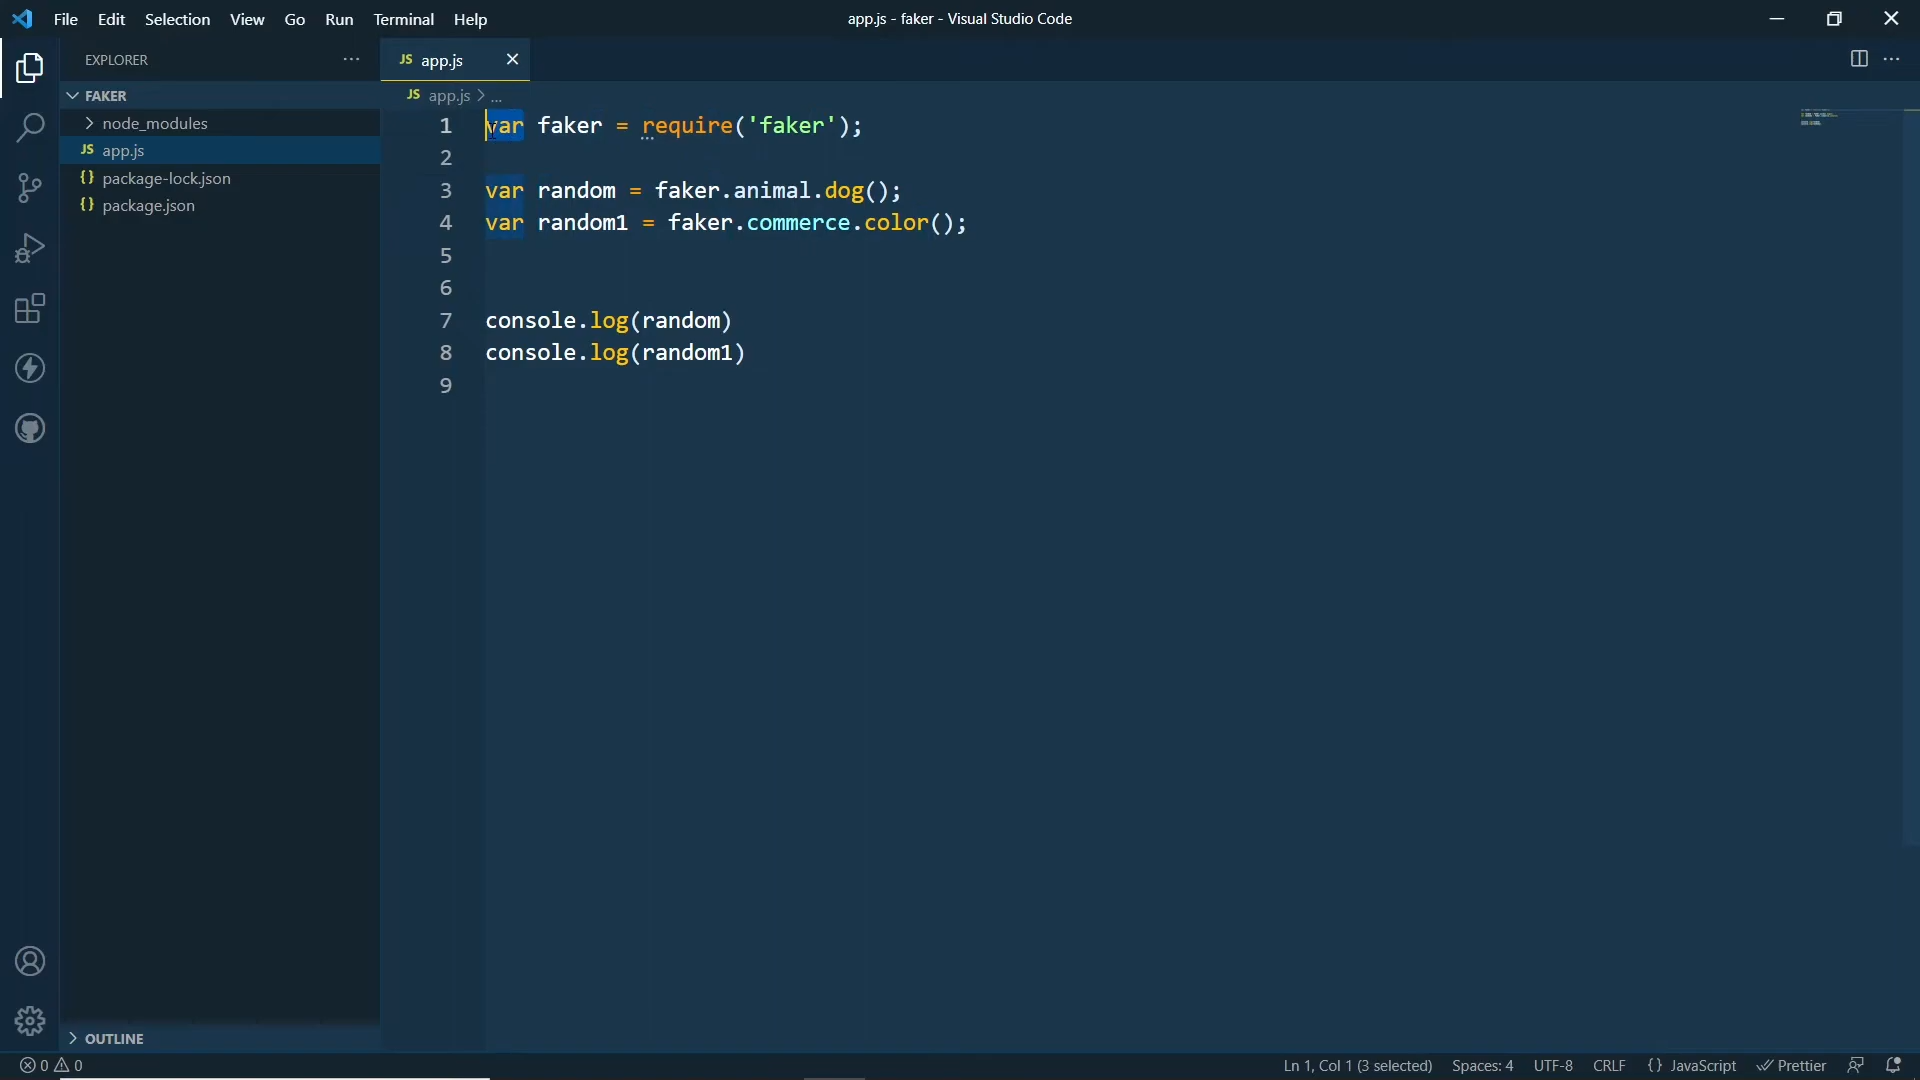 File Edit Selection View Go Run Terminal Help
app.js - faker - Visual Studio Code
EXPLORER
FAKER
node_modules
JS app.js
{} package-lock.json
{} package.json
OUTLINE
JS app.js
JS app.js > ...
1 var faker = require('faker');
2
3 var random = faker.animal.dog();
4 var random1 = faker.commerce.color();
5
6
7 console.log(random)
8 console.log(random1)
9
0 0
Ln 1, Col 1 (3 selected) Spaces: 4 UTF-8 CRLF {} JavaScript Prettier